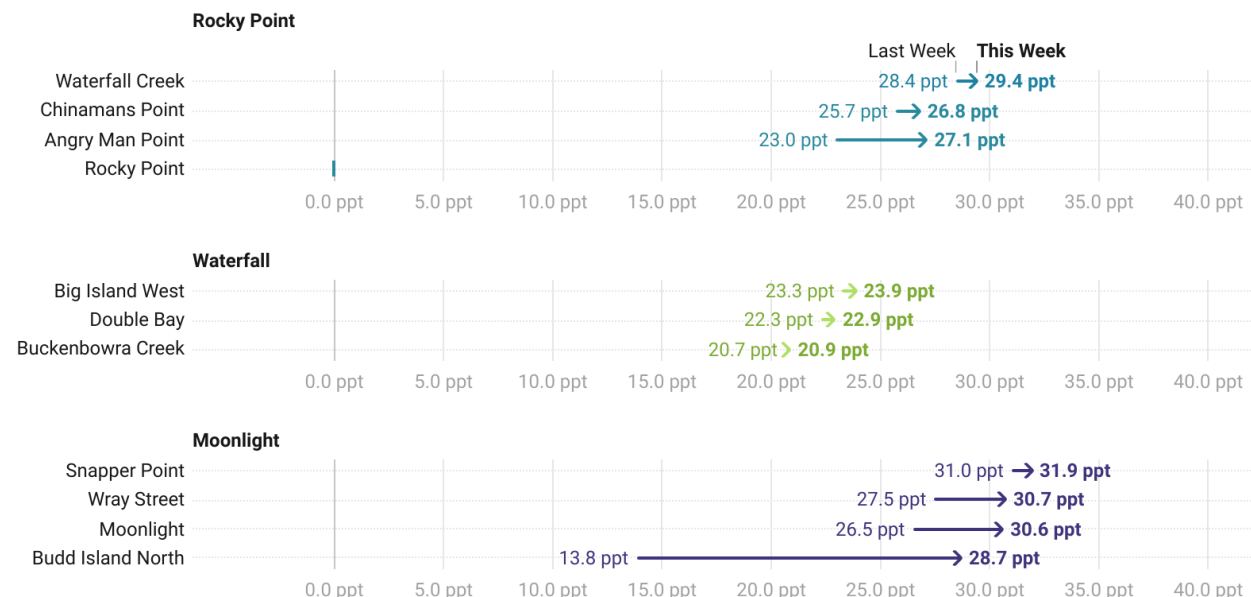 Rocky Point
Last Week This Week
Waterfall Creek 28.4 ppt 29.4 ppt
Chinamans Point 25.7 ppt 26.8 ppt
Angry Man Point 23.0 ppt 27.1 ppt
Rocky Point
0.0 ppt 5.0 ppt 10.0 ppt 15.0 ppt 20.0 ppt 25.0 ppt 30.0 ppt 35.0 ppt 40.0 ppt
Waterfall
Big Island West 23.3 ppt 23.9 ppt
Double Bay 22.3 ppt 22.9 ppt
Buckenbowra Creek 20.7 ppt 20.9 ppt
0.0 ppt 5.0 ppt 10.0 ppt 15.0 ppt 20.0 ppt 25.0 ppt 30.0 ppt 35.0 ppt 40.0 ppt
Moonlight
Snapper Point 31.0 ppt 31.9 ppt
Wray Street 27.5 ppt 30.7 ppt
Moonlight 26.5 ppt 30.6 ppt
Budd Island North 13.8 ppt 28.7 ppt
0.0 ppt 5.0 ppt 10.0 ppt 15.0 ppt 20.0 ppt 25.0 ppt 30.0 ppt 35.0 ppt 40.0 ppt